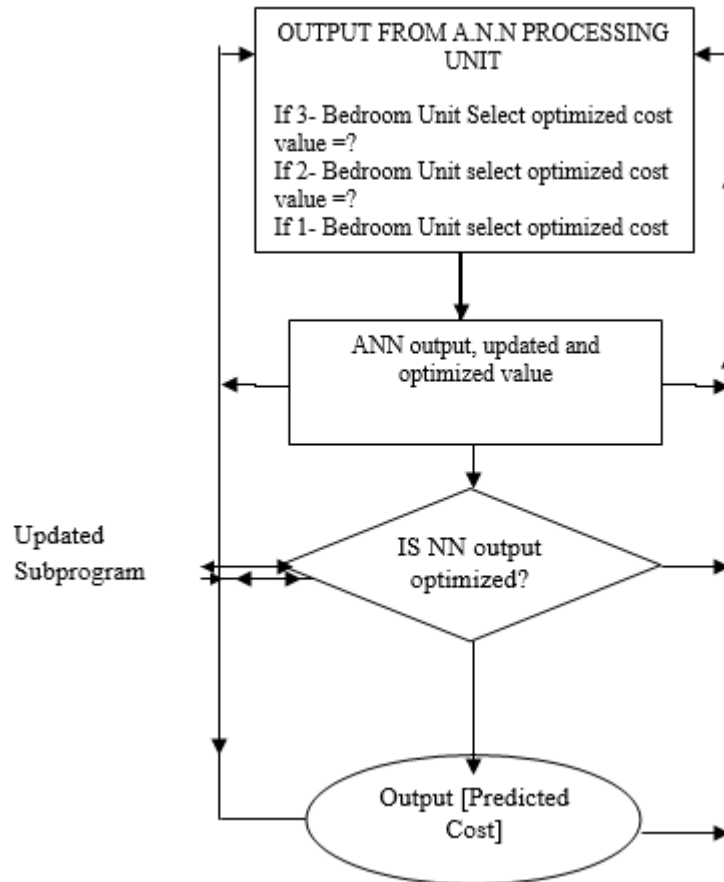 OUTPUT FROM A.N.N PROCESSING
UNIT
If 3- Bedroom Unit Select optimized cost
value =?
If 2- Bedroom Unit select optimized cost
value =?
If 1- Bedroom Unit select optimized cost
ANN output, updated and
optimized value
Updated
Subprogram
IS NN output
optimized?
Output [Predicted
Cost]